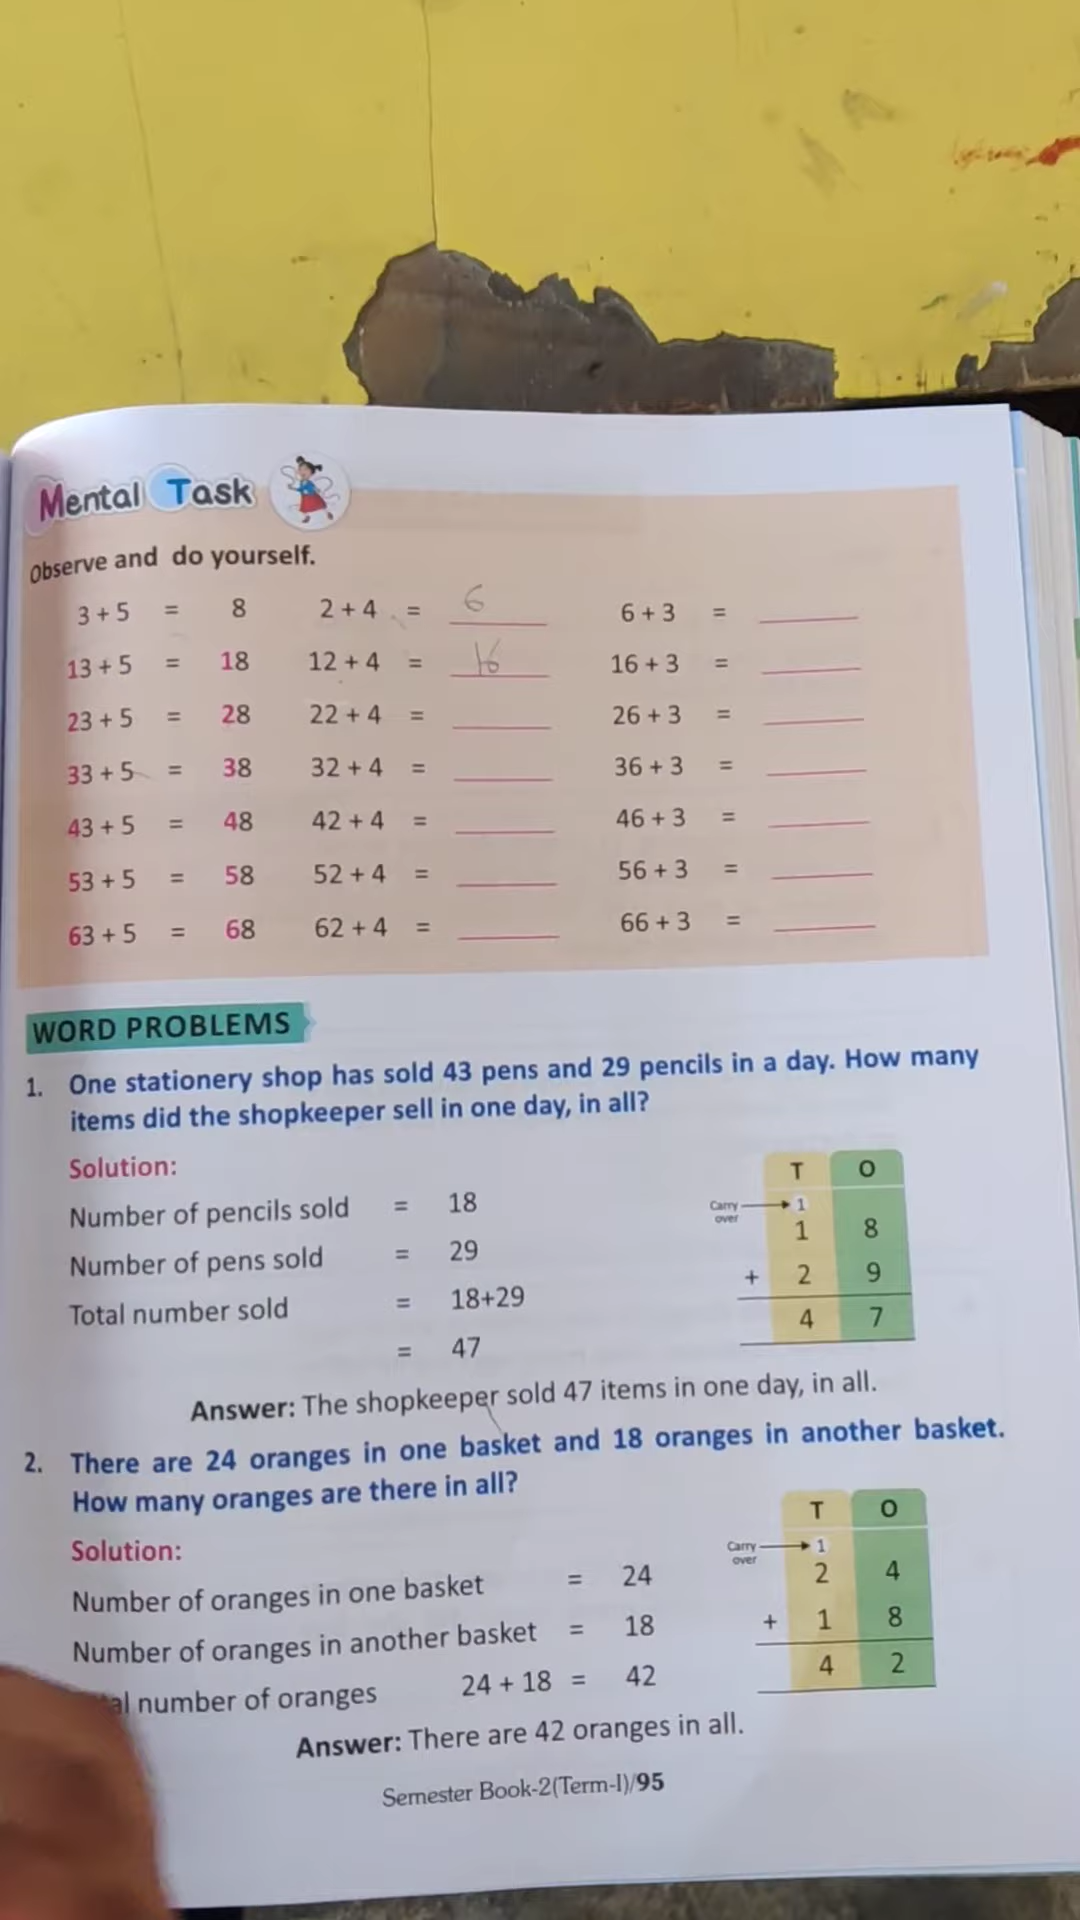 Mental Task
Observe and do yourself.
3 + 5 = 8 2 + 4 = 6 6 + 3 =
13 + 5 = 18 12 + 4 = 16 16 + 3 =
23 + 5 = 28 22 + 4 = 26 + 3 =
33 + 5 = 38 32 + 4 = 36 + 3 =
43 + 5 = 48 42 + 4 = 46 + 3 =
53 + 5 = 58 52 + 4 = 56 + 3 =
63 + 5 = 68 62 + 4 = 66 + 3 =
WORD PROBLEMS
1. One stationery shop has sold 43 pens and 29 pencils in a day. How many
items did the shopkeeper sell in one day, in all?
Solution:
Number of pencils sold = 18
Number of pens sold = 29
Total number sold = 18+29
= 47
T O
Carry over 1
1 8
+ 2 9
4 7
Answer: The shopkeeper sold 47 items in one day, in all.
2. There are 24 oranges in one basket and 18 oranges in another basket.
How many oranges are there in all?
Solution:
Number of oranges in one basket = 24
Number of oranges in another basket = 18
al number of oranges 24 + 18 = 42
T O
Carry over 1
2 4
+ 1 8
4 2
Answer: There are 42 oranges in all.
Semester Book-2(Term-I)/95